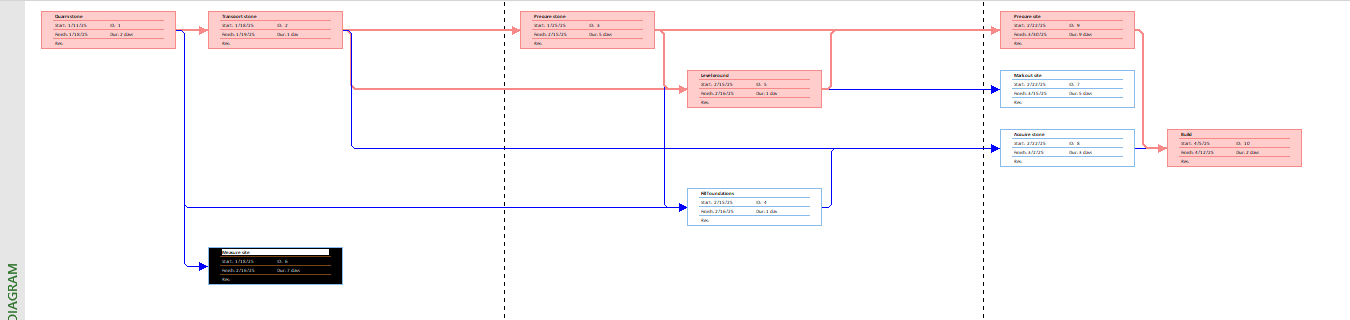 Quarry stone
Start: 1/11/25 ID: 1
Finish: 1/18/25 Dur: 2 days
Res:
Transport stone
Start: 1/18/25 ID: 2
Finish: 1/19/25 Dur: 1 day
Res:
Prepare stone
Start: 1/25/25 ID: 3
Finish: 2/15/25 Dur: 5 days
Res:
Prepare site
Start: 2/22/25 ID: 9
Finish: 3/30/25 Dur: 9 days
Res:
Level ground
Start: 2/15/25 ID: 5
Finish: 2/16/25 Dur: 1 day
Res:
Mark out site
Start: 2/22/25 ID: 7
Finish: 3/15/25 Dur: 5 days
Res:
Acquire stone
Start: 2/22/25 ID: 8
Finish: 3/2/25 Dur: 3 days
Res:
Build
Start: 4/5/25 ID: 10
Finish: 4/12/25 Dur: 2 days
Res:
Fill foundations
Start: 2/15/25 ID: 4
Finish: 2/16/25 Dur: 1 day
Res:
Measure site
Start: 1/18/25 ID: 6
Finish: 2/16/25 Dur: 7 days
Res:
DIAGRAM